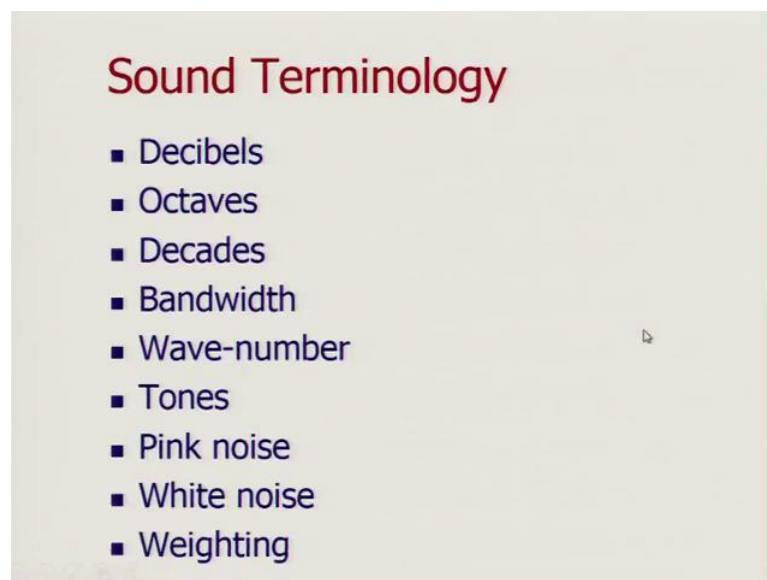 Sound Terminology
Decibels
Octaves
Decades
Bandwidth
Wave-number
Tones
Pink noise
White noise
Weighting